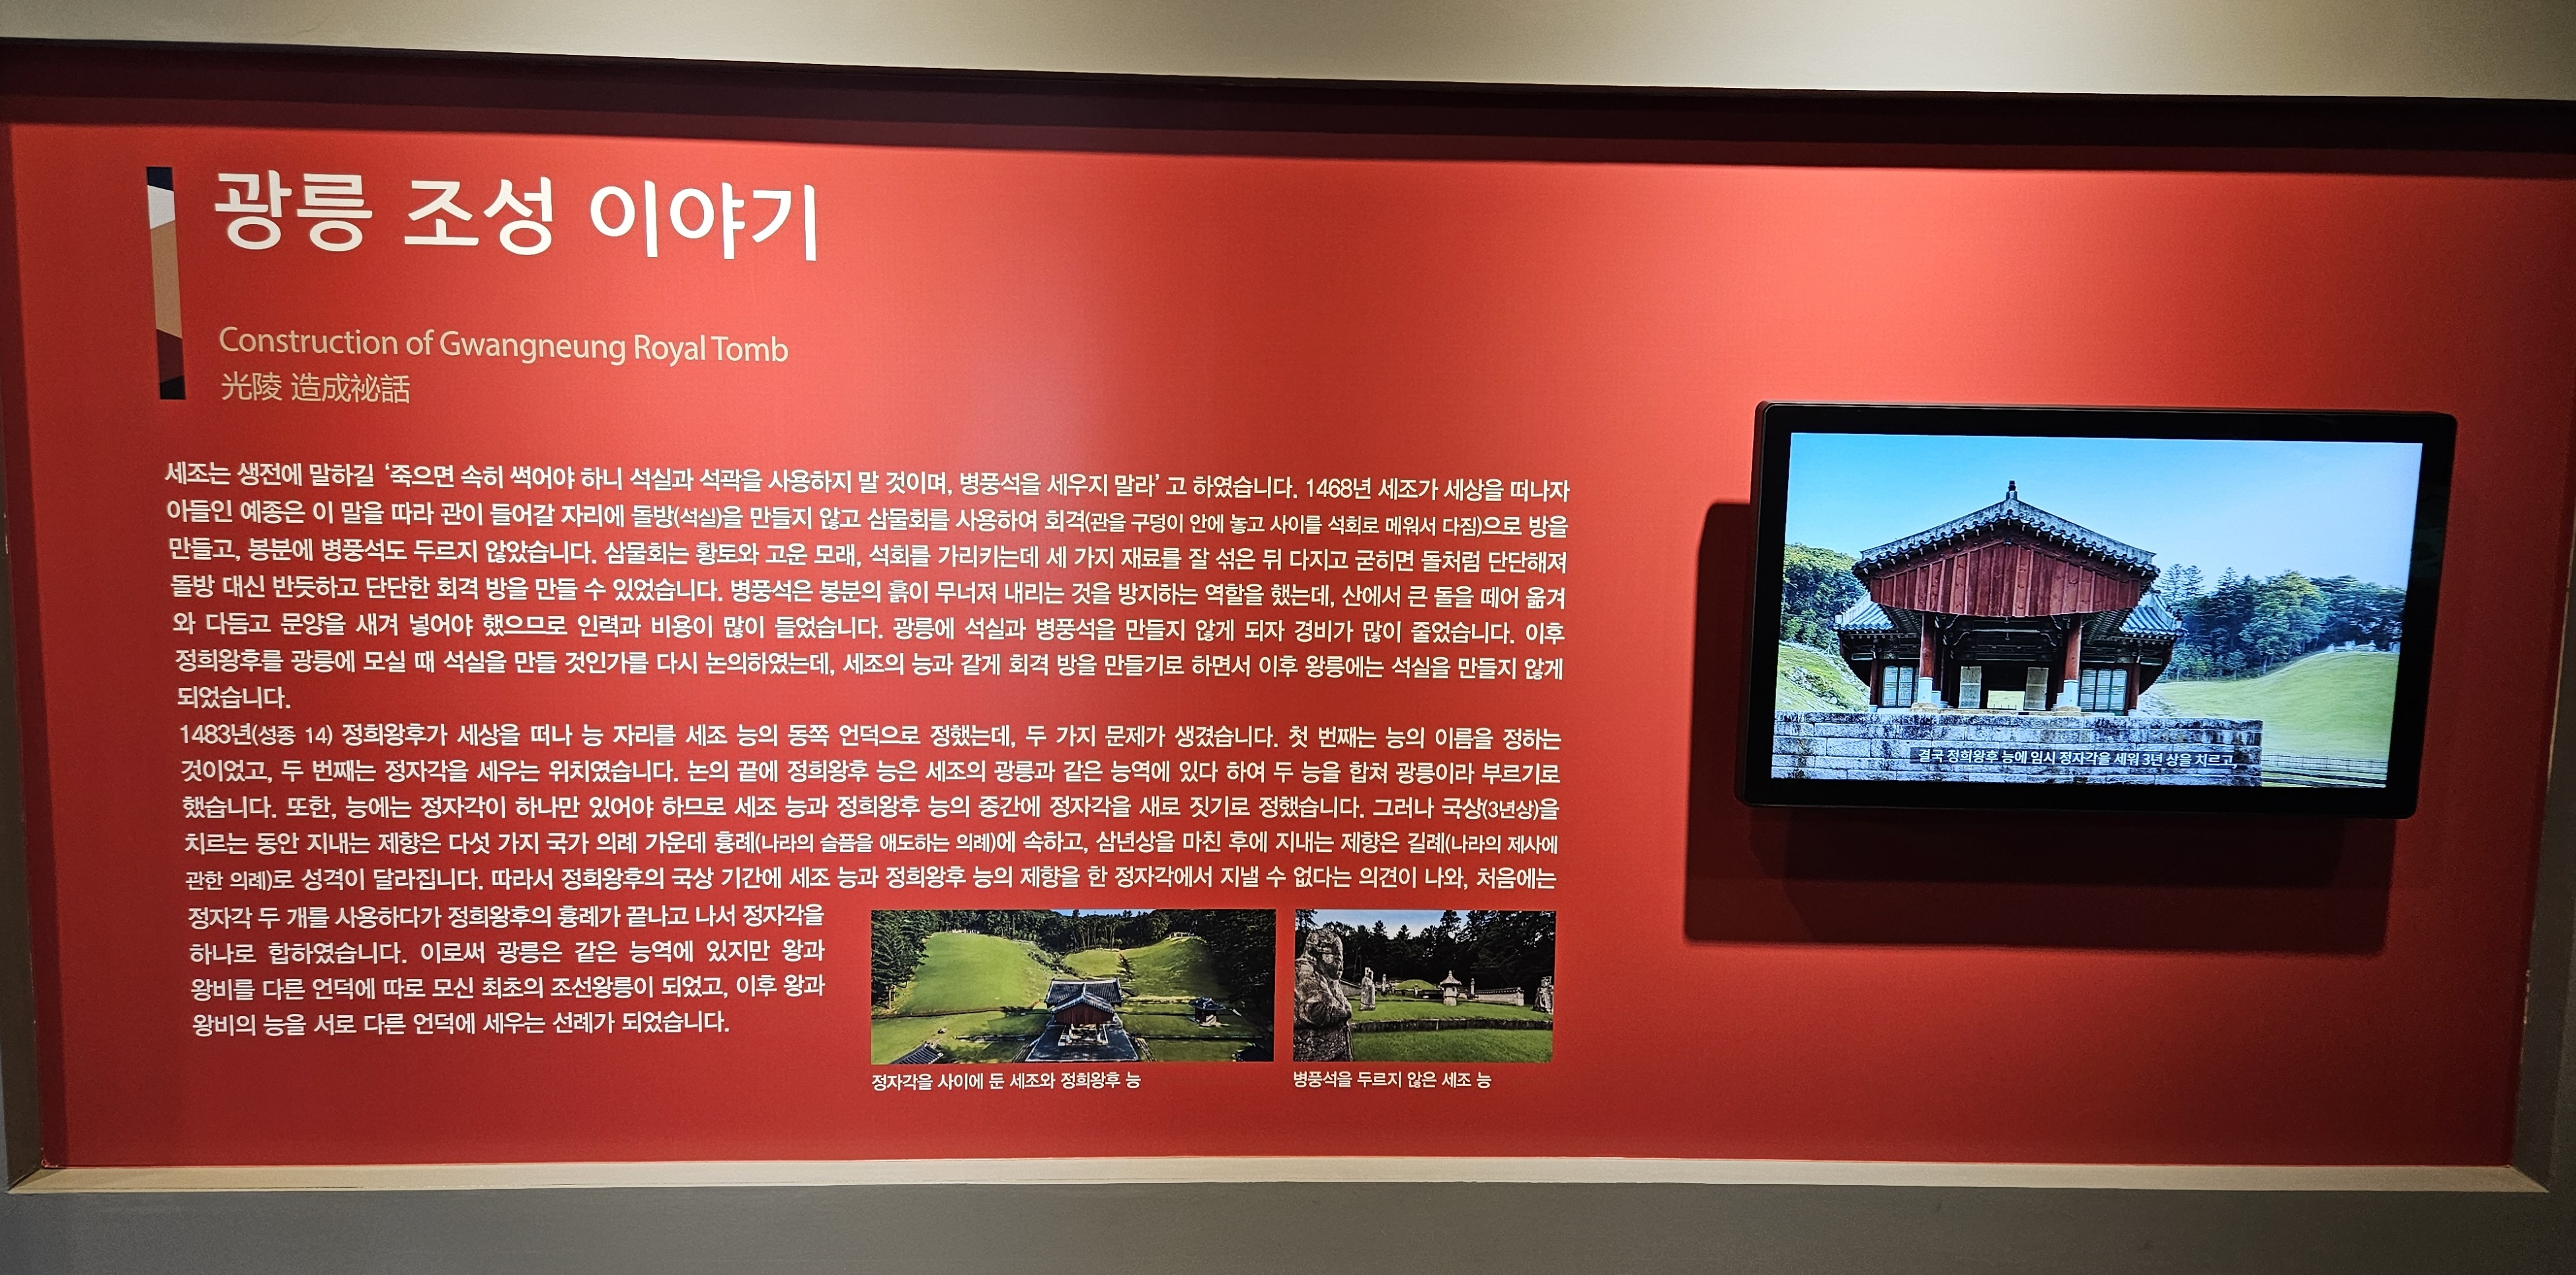 광릉 조성 이야기
Construction of Gwangneung Royal Tomb
光陵 造成祕話
세조는 생전에 말하길 ‘죽으면 속히 썩어야 하니 석실과 석곽을 사용하지 말 것이며, 병풍석을 세우지 말라’ 고 하였습니다. 1468년 세조가 세상을 떠나자
아들인 예종은 이 말을 따라 관이 들어갈 자리에 돌방(석실)을 만들지 않고 삼물회를 사용하여 회격(관을 구덩이 안에 놓고 사이를 석회로 메워서 다짐)으로 방을
만들고, 봉분에 병풍석도 두르지 않았습니다. 삼물회는 황토와 고운 모래, 석회를 가리키는데 세 가지 재료를 잘 섞은 뒤 다지고 굳히면 돌처럼 단단해져
돌방 대신 반듯하고 단단한 회격 방을 만들 수 있었습니다. 병풍석은 봉분의 흙이 무너져 내리는 것을 방지하는 역할을 했는데, 산에서 큰 돌을 떼어 옮겨
와 다듬고 문양을 새겨 넣어야 했으므로 인력과 비용이 많이 들었습니다. 광릉에 석실과 병풍석을 만들지 않게 되자 경비가 많이 줄었습니다. 이후
정희왕후를 광릉에 모실 때 석실을 만들 것인가를 다시 논의하였는데, 세조의 능과 같게 회격 방을 만들기로 하면서 이후 왕릉에는 석실을 만들지 않게
되었습니다.
1483년(성종 14) 정희왕후가 세상을 떠나 능 자리를 세조 능의 동쪽 언덕으로 정했는데, 두 가지 문제가 생겼습니다. 첫 번째는 능의 이름을 정하는
것이었고, 두 번째는 정자각을 세우는 위치였습니다. 논의 끝에 정희왕후 능은 세조의 광릉과 같은 능역에 있다 하여 두 능을 합쳐 광릉이라 부르기로
했습니다. 또한, 능에는 정자각이 하나만 있어야 하므로 세조 능과 정희왕후 능의 중간에 정자각을 새로 짓기로 정했습니다. 그러나 국상(3년상)을
치르는 동안 지내는 제향은 다섯 가지 국가 의례 가운데 흉례(나라의 슬픔을 애도하는 의례)에 속하고, 삼년상을 마친 후에 지내는 제향은 길례(나라의 제사에
관한 의례)로 성격이 달라집니다. 따라서 정희왕후의 국상 기간에 세조 능과 정희왕후 능의 제향을 한 정자각에서 지낼 수 없다는 의견이 나와, 처음에는
정자각 두 개를 사용하다가 정희왕후의 흉례가 끝나고 나서 정자각을
하나로 합하였습니다. 이로써 광릉은 같은 능역에 있지만 왕과
왕비를 다른 언덕에 따로 모신 최초의 조선왕릉이 되었고, 이후 왕과
왕비의 능을 서로 다른 언덕에 세우는 선례가 되었습니다.
정자각을 사이에 둔 세조와 정희왕후 능
병풍석을 두르지 않은 세조 능
결국 정희왕후 능에 임시 정자각을 세워 3년 상을 치르고